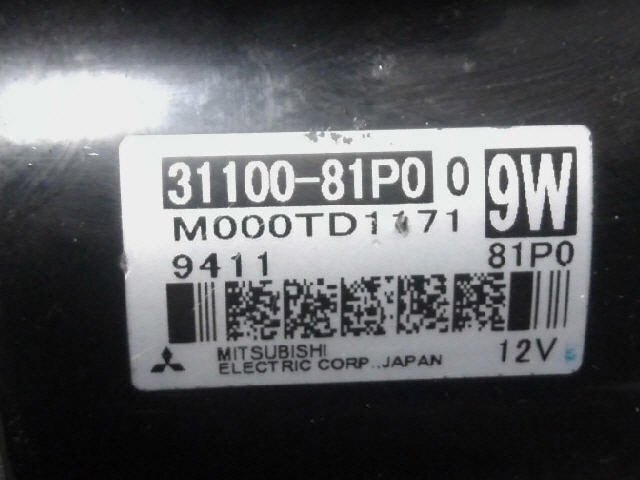 31100-81P0 0 9W
M000TD1171
9411 81P0
MITSUBISHI
ELECTRIC CORP., JAPAN 12V